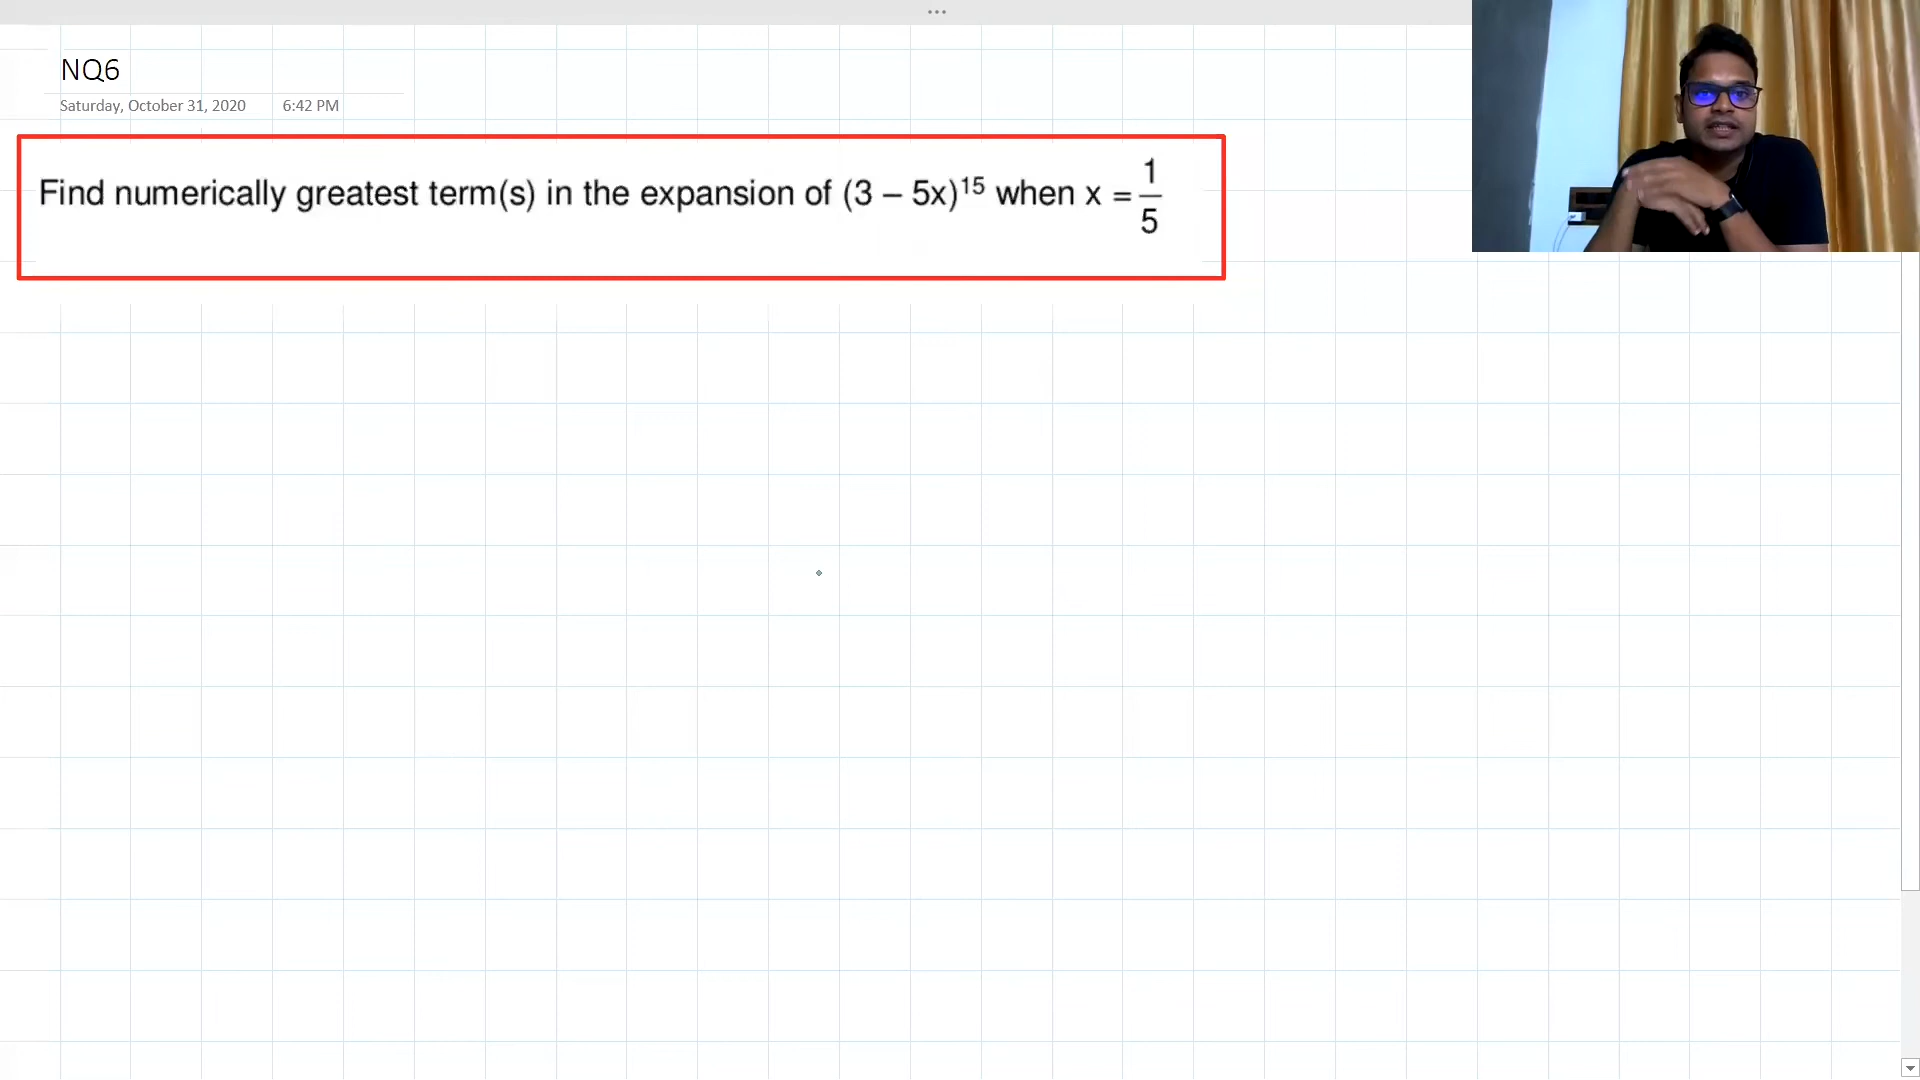 NQ6
Saturday, October 31, 2020 6:42 PM
Find numerically greatest term(s) in the expansion of (3 – 5x)¹⁵ when x = 1/5